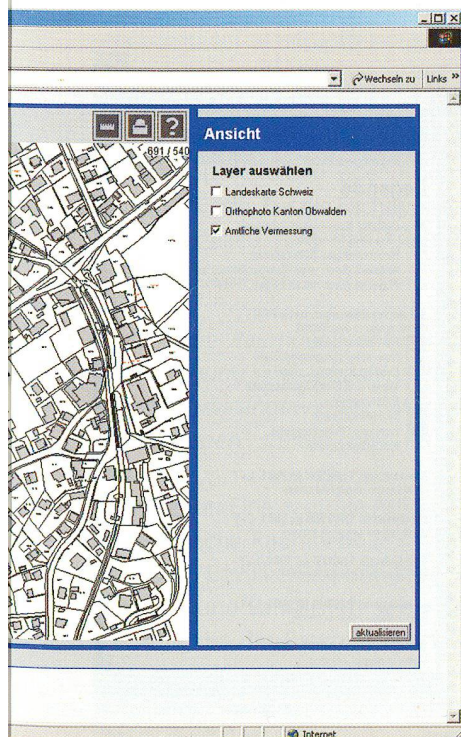 Wechseln zu Links »
?
691 / 540
Ansicht
Layer auswählen
Landeskarte Schweiz
Orthophoto Kanton Obwalden
Amtliche Vermessung
aktualisieren
Internet